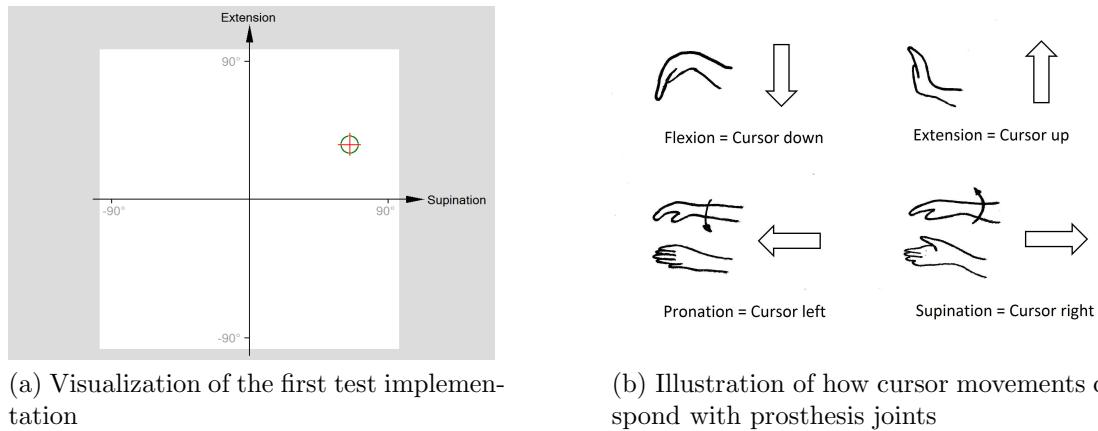 Extension
90°
-90°
90°
Supination
-90°
(a) Visualization of the first test implemen-
tation
Flexion = Cursor down
Extension = Cursor up
Pronation = Cursor left
Supination = Cursor right
(b) Illustration of how cursor movements
spond with prosthesis joints